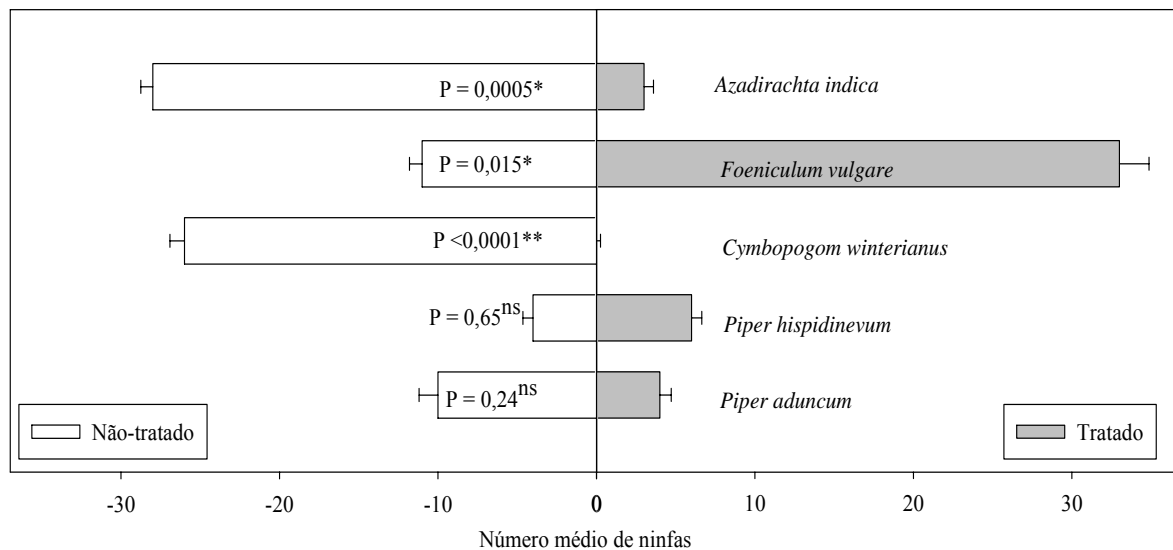 P = 0,0005* Azadirachta indica
P = 0,015* Foeniculum vulgare
P <0,0001** Cymbopogom winterianus
P = 0,65ns Piper hispidinevum
P = 0,24ns Piper aduncum
Não-tratado Tratado
-30 -20 -10 0 10 20 30
Número médio de ninfas